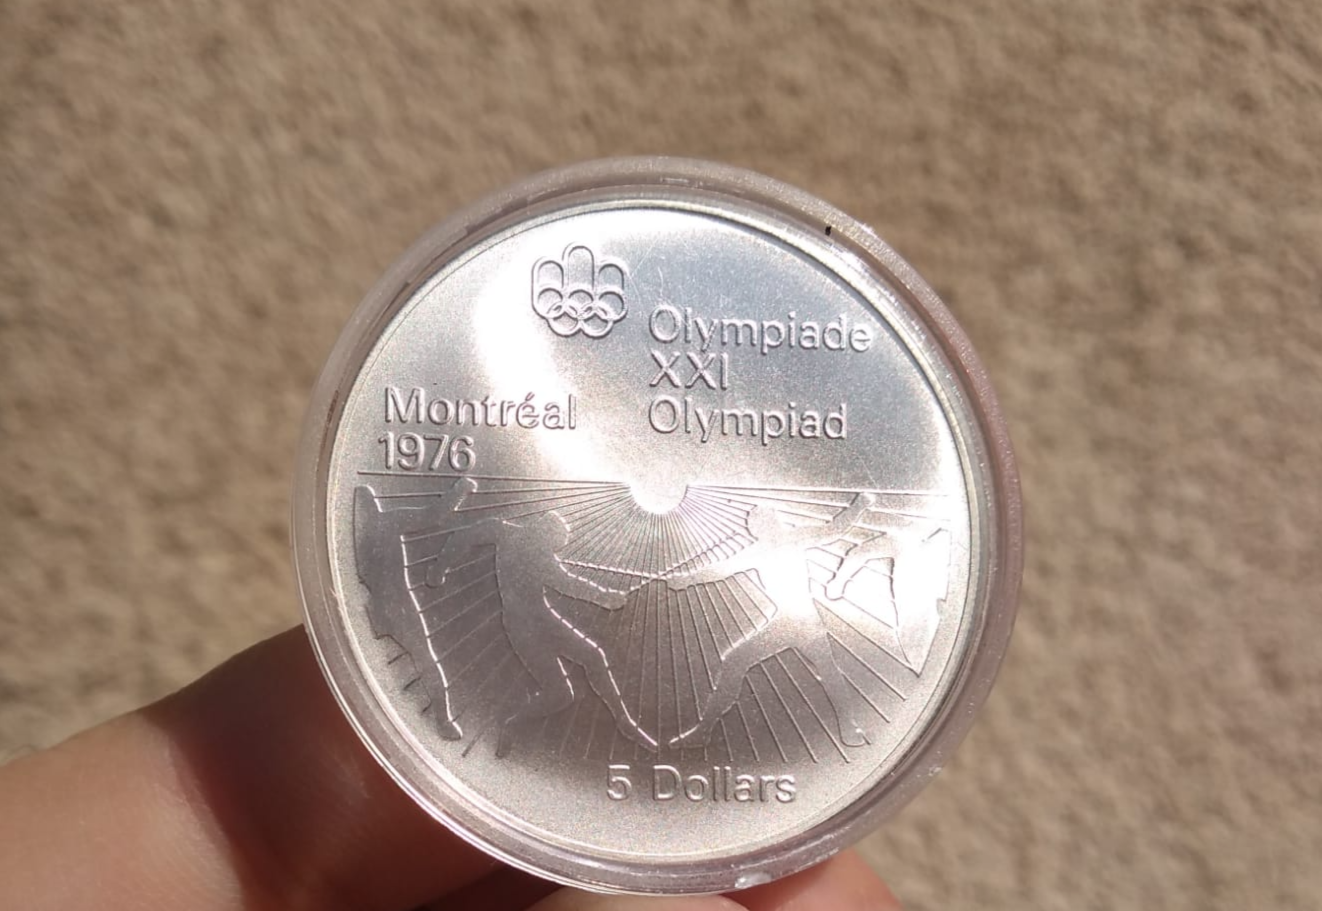 Olympiade
XXI
Olympiad
Montréal
1976
5 Dollars